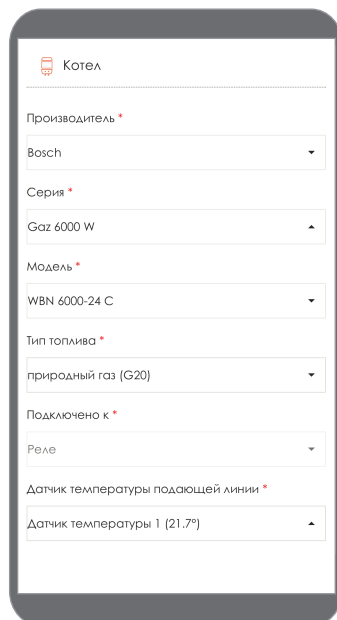 Котел
Производитель *
Bosch
Серия *
Gaz 6000 W
Модель *
WBN 6000-24 C
Тип топлива *
природный газ (G20)
Подключено к *
Реле
Датчик температуры подающей линии *
Датчик температуры 1 (21.7°)